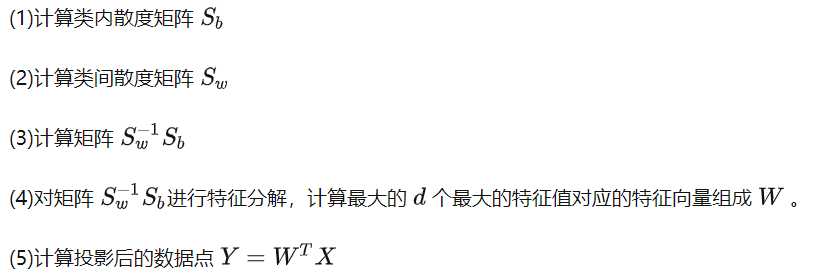 (1)计算类内散度矩阵 $S_b$
(2)计算类间散度矩阵 $S_w$
(3)计算矩阵 $S_w^{-1}S_b$
(4)对矩阵 $S_w^{-1}S_b$进行特征分解，计算最大的 $d$ 个最大的特征值对应的特征向量组成 $W$ 。
(5)计算投影后的数据点 $Y = W^T X$